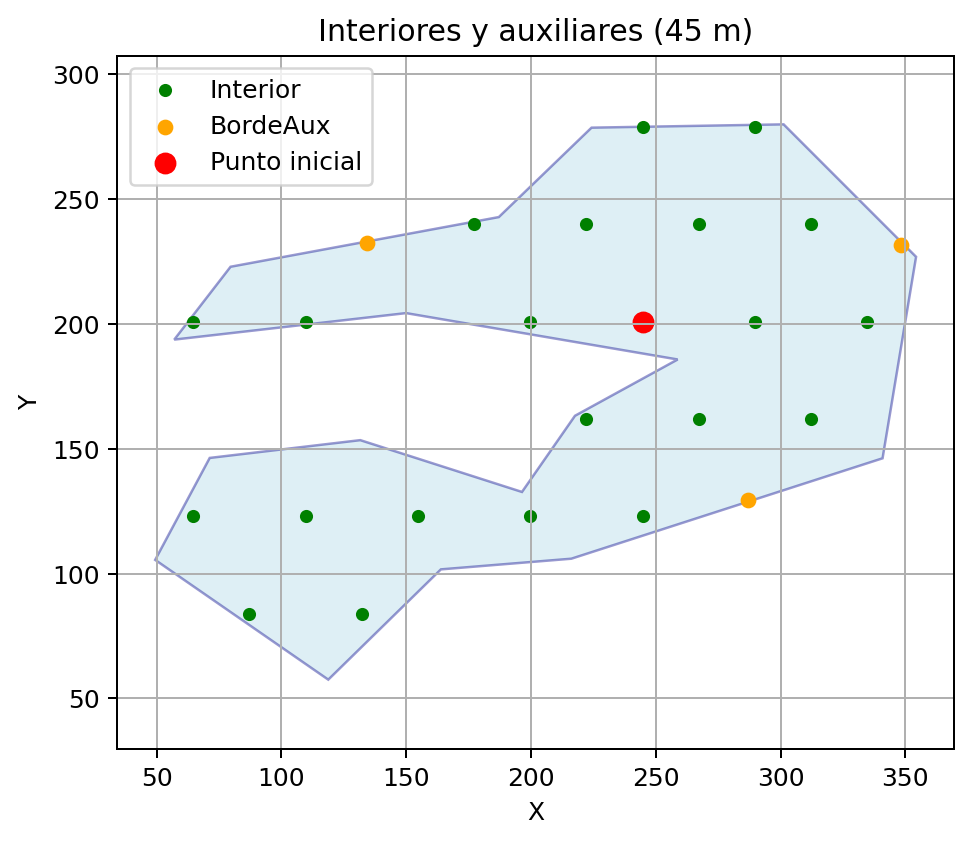 Interiores y auxiliares (45 m)
Interior
BordeAux
Punto inicial
300
250
200
150
100
50
Y
50 100 150 200 250 300 350
X